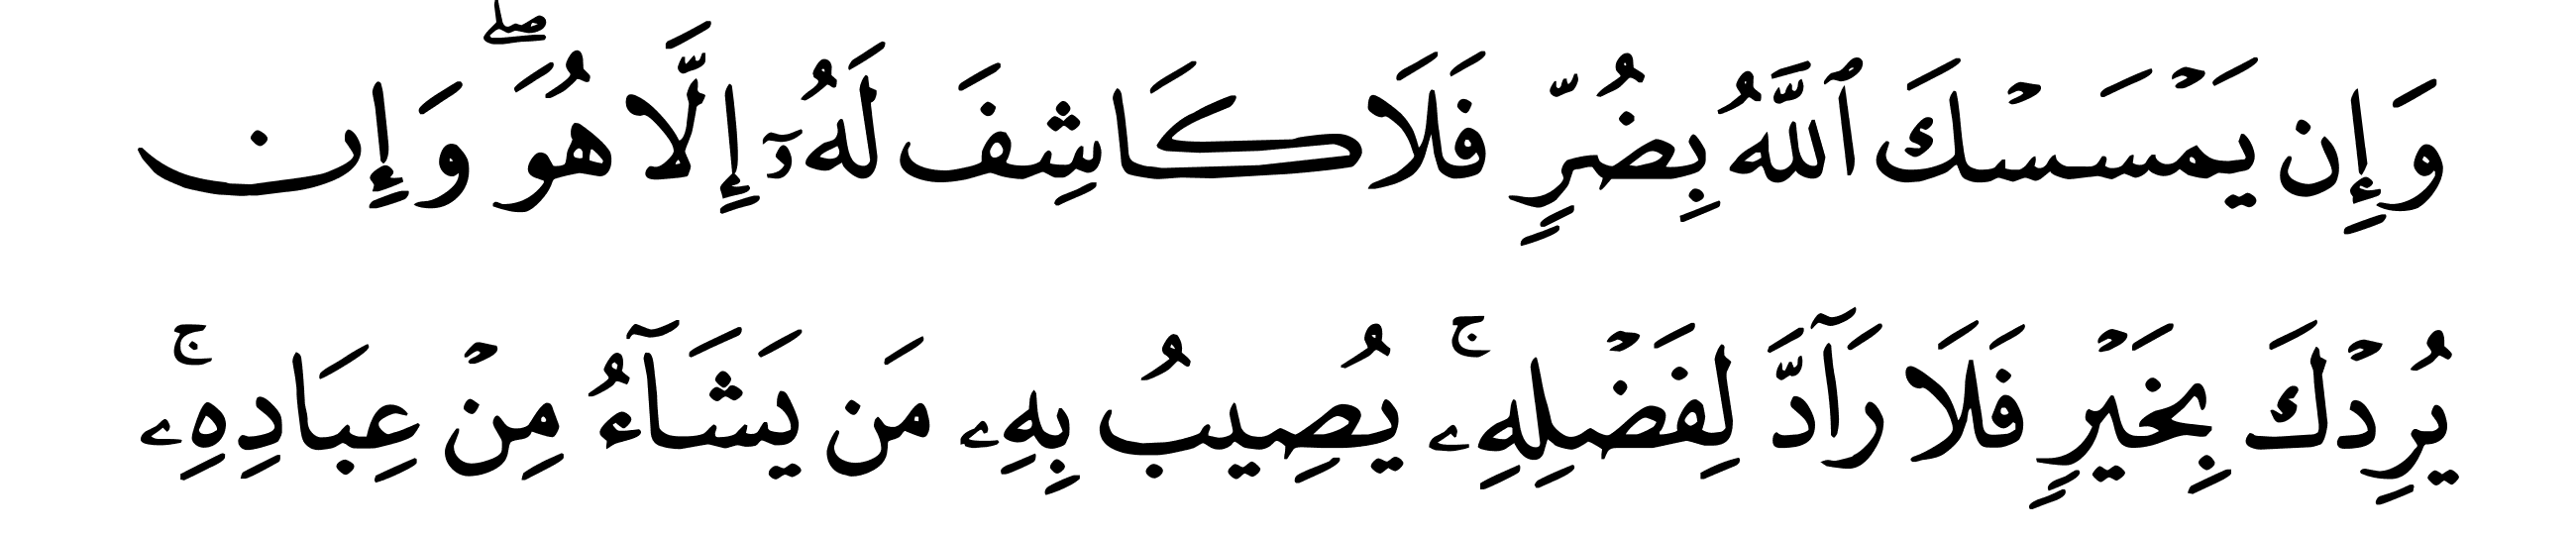 وَإِن يَمۡسَسۡكَ ٱللَّهُ بِضُرّٖ فَلَا كَاشِفَ لَهُۥٓ إِلَّا هُوَۖ وَإِن
يُرِدۡكَ بِخَيۡرٖ فَلَا رَآدَّ لِفَضۡلِهِۦۚ يُصِيبُ بِهِۦ مَن يَشَآءُ مِنۡ عِبَادِهِۦۚ